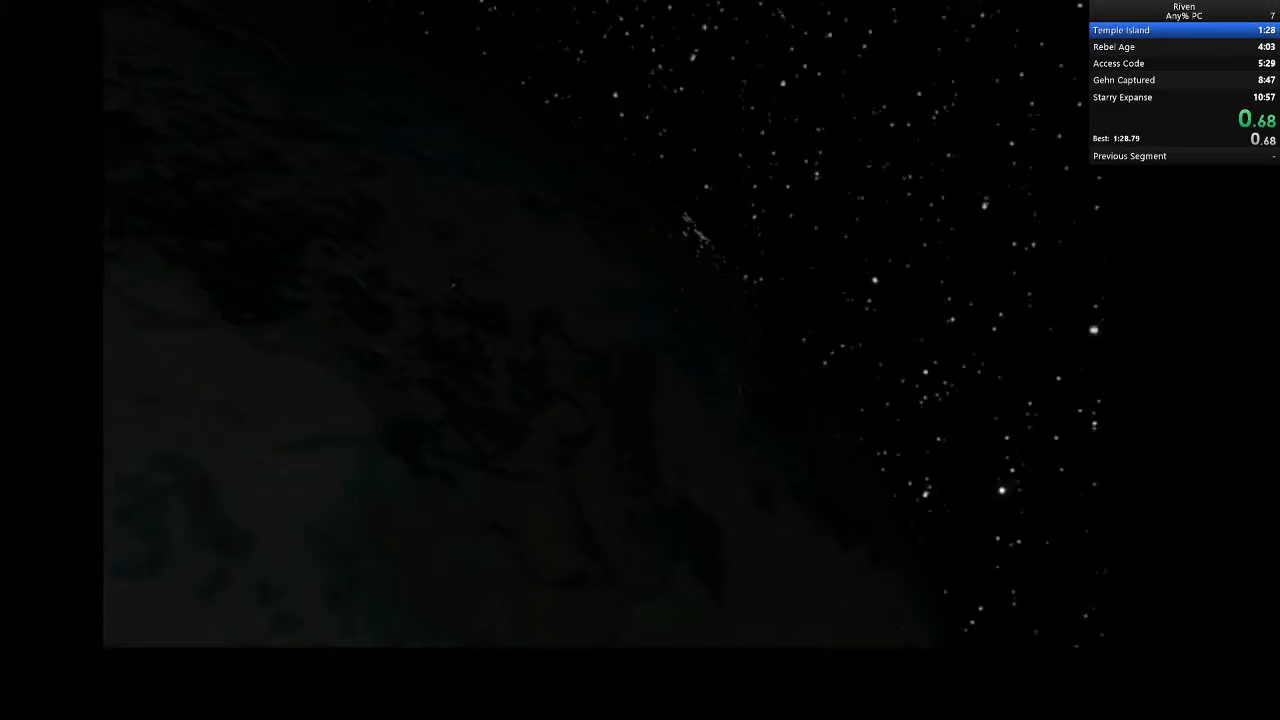 Riven
Any% PC 7
Temple Island 1:28
Rebel Age 4:03
Access Code 5:29
Gehn Captured 8:47
Starry Expanse 10:57
0.68
Best: 1:28.79 0.68
Previous Segment -